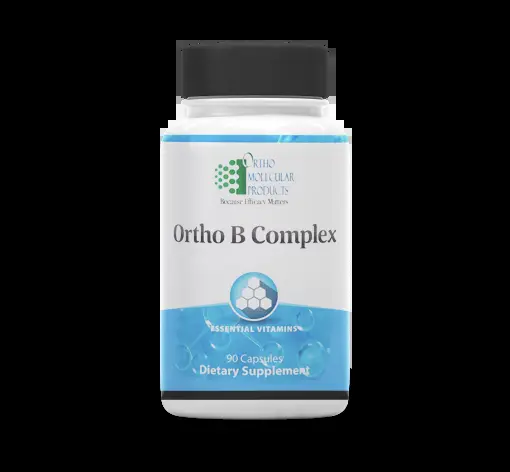 ORTHO
MOLECULAR
PRODUCTS
Because Efficacy Matters
Ortho B Complex
ESSENTIAL VITAMINS
90 Capsules
Dietary Supplement